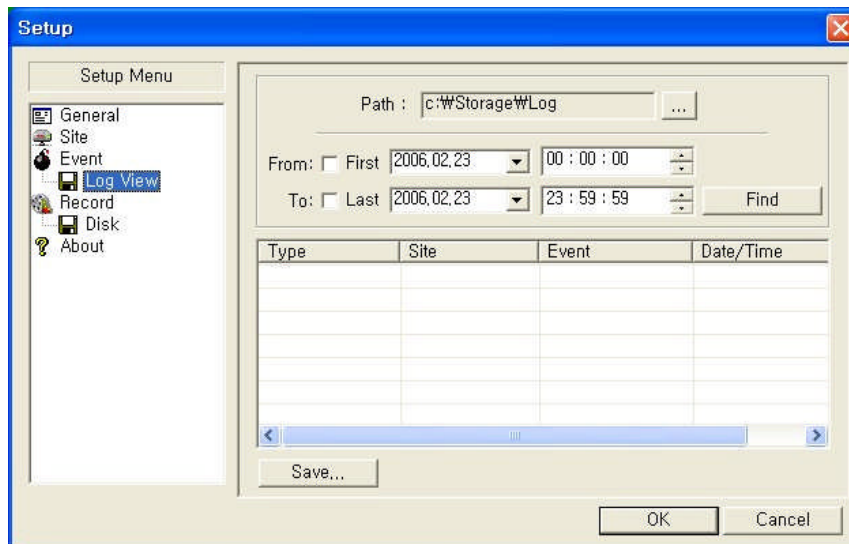 Setup
Setup Menu
General
Site
Event
Log View
Record
Disk
About
Path : c:₩Storage₩Log ...
From: First 2006,02,23 00 : 00 : 00
To: Last 2006,02,23 23 : 59 : 59 Find
Type Site Event Date/Time
Save,,,
OK Cancel